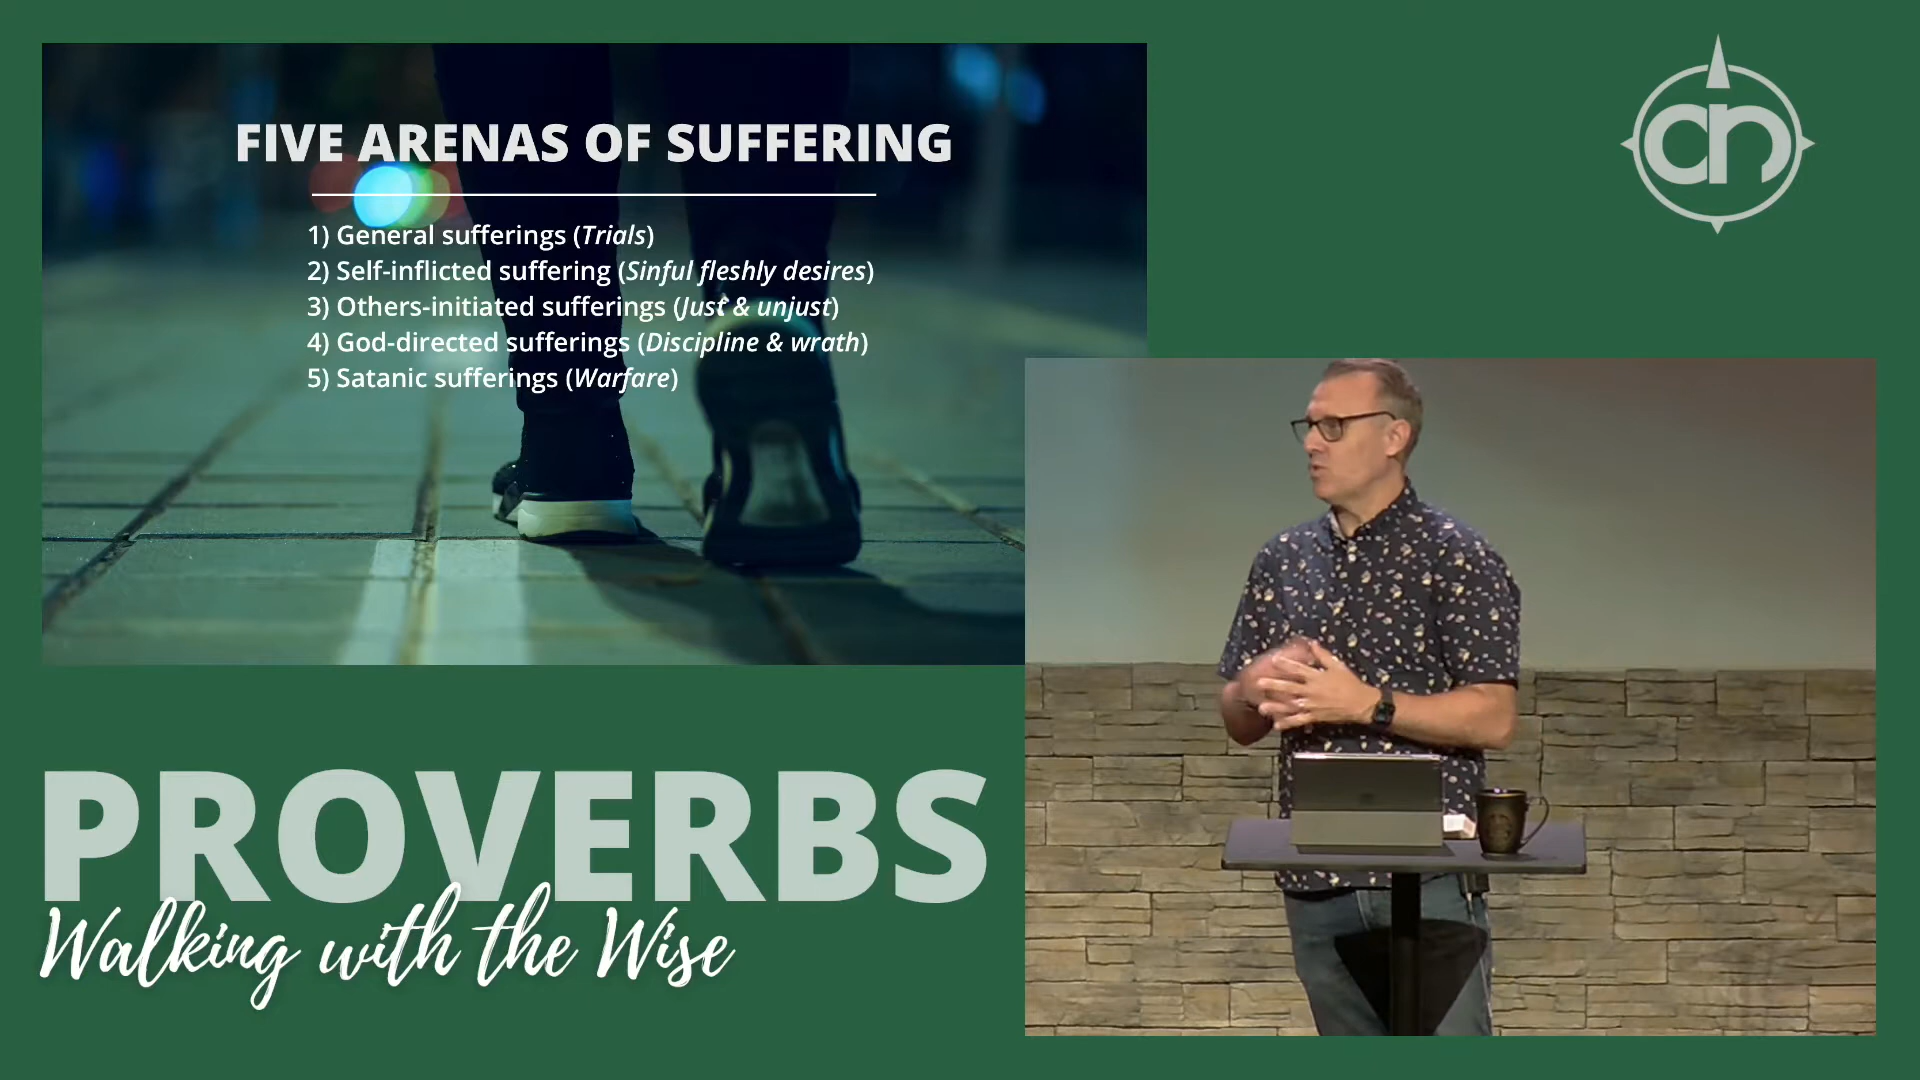 FIVE ARENAS OF SUFFERING
1) General sufferings (Trials)
2) Self-inflicted suffering (Sinful fleshly desires)
3) Others-initiated sufferings (Just & unjust)
4) God-directed sufferings (Discipline & wrath)
5) Satanic sufferings (Warfare)
cn
PROVERBS
Walking with the Wise